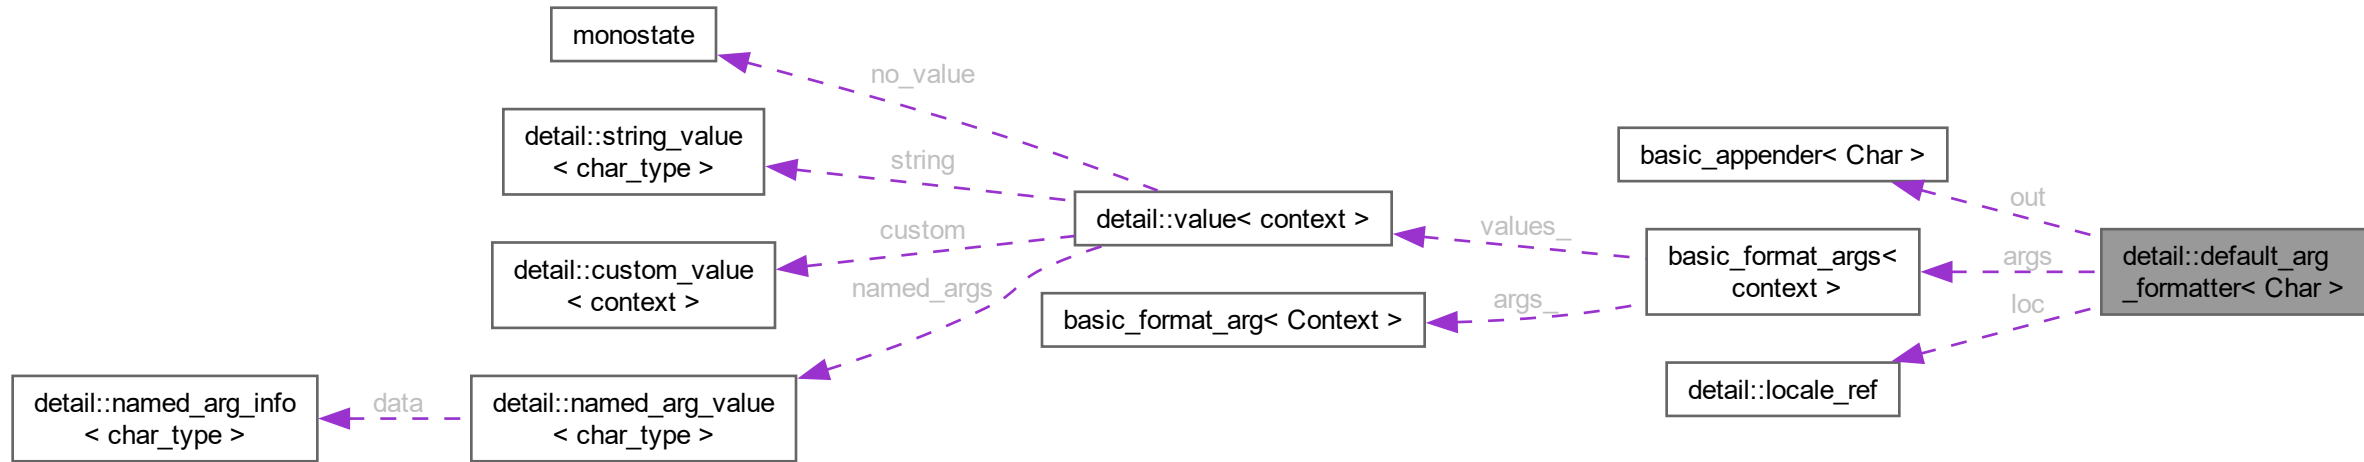 monostate
no_value
detail::string_value
< char_type >
string
basic_appender< Char >
out
detail::value< context >
custom
values_
detail::custom_value
< context >
basic_format_args<
context >
args
detail::default_arg
_formatter< Char >
named_args
basic_format_arg< Context >
args_
loc
detail::locale_ref
detail::named_arg_info
< char_type >
data
detail::named_arg_value
< char_type >